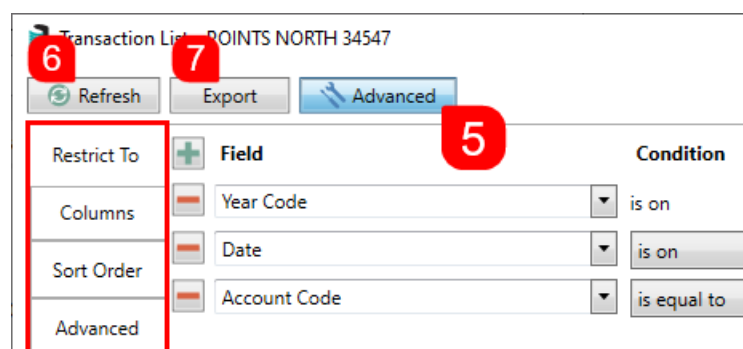 Transaction List - POINTS NORTH 34547
6
7
Refresh
Export
Advanced
5
Restrict To
Field
Condition
Columns
Year Code
is on
Sort Order
Date
is on
Advanced
Account Code
is equal to